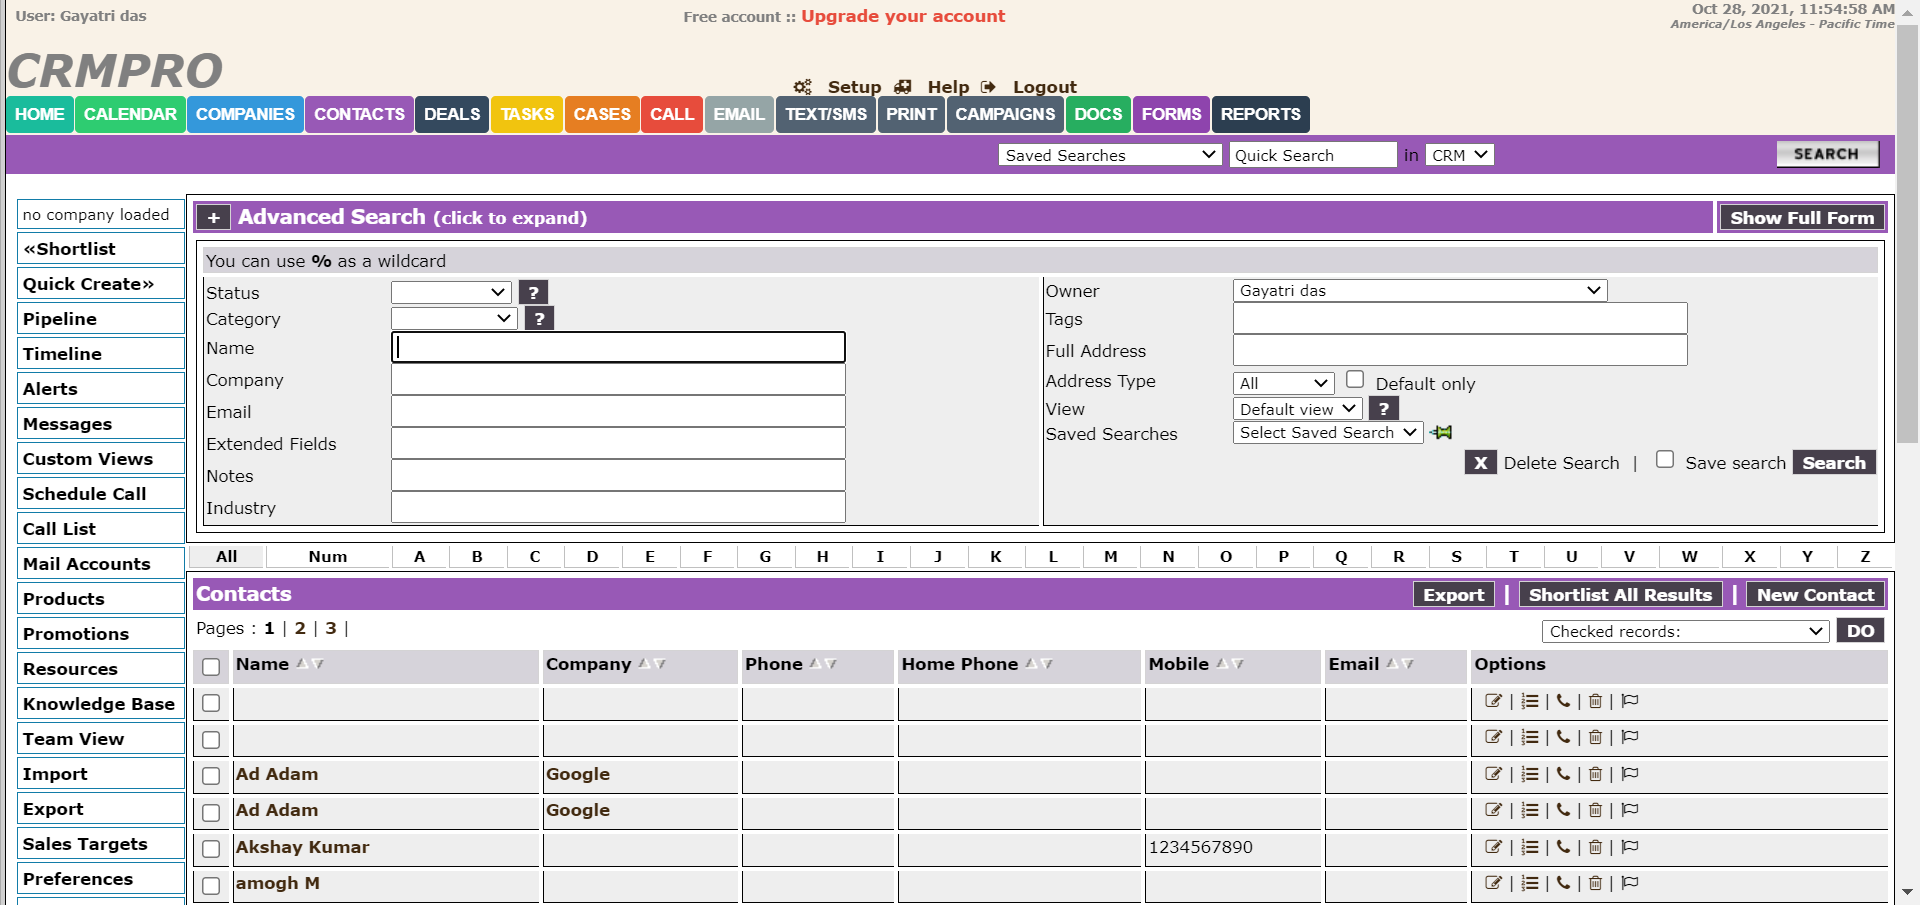 User: Gayatri das
Free account :: Upgrade your account
Oct 28, 2021, 11:54:58 AM
America/Los Angeles - Pacific Time
CRMPRO
Setup Help Logout
HOME CALENDAR COMPANIES CONTACTS DEALS TASKS CASES CALL EMAIL TEXT/SMS PRINT CAMPAIGNS DOCS FORMS REPORTS
Saved Searches Quick Search in CRM SEARCH
no company loaded
«Shortlist
Quick Create»
Pipeline
Timeline
Alerts
Messages
Custom Views
Schedule Call
Call List
Mail Accounts
Products
Promotions
Resources
Knowledge Base
Team View
Import
Export
Sales Targets
Preferences
+ Advanced Search (click to expand) Show Full Form
You can use % as a wildcard
Status ?
Category ?
Name
Company
Email
Extended Fields
Notes
Industry
Owner Gayatri das
Tags
Full Address
Address Type All Default only
View Default view ?
Saved Searches Select Saved Search
X Delete Search | Save search Search
All Num A B C D E F G H I J K L M N O P Q R S T U V W X Y Z
Contacts Export | Shortlist All Results | New Contact
Pages : 1 | 2 | 3 |
Checked records: DO
Name Company Phone Home Phone Mobile Email Options
| | | |
| | | |
Ad Adam Google | | | |
Ad Adam Google | | | |
Akshay Kumar 1234567890 | | | |
amogh M | | | |